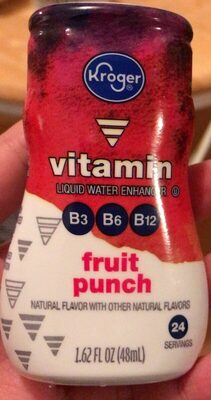 Kroger
vitamin
LIQUID WATER ENHANCER
B3 B6 B12
fruit
punch
NATURAL FLAVOR WITH OTHER NATURAL FLAVORS
24
SERVINGS
1.62 FL OZ (48mL)